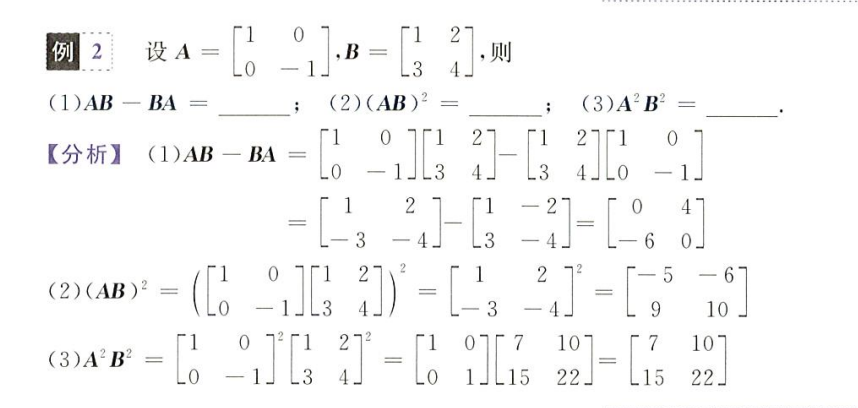 例 2 设 A = [1 0; 0 －1], B = [1 2; 3 4], 则
(1)AB － BA = ______； (2)(AB)² = ______； (3)A²B² = ______.
【分析】 (1)AB － BA = [1 0; 0 －1][1 2; 3 4]－[1 2; 3 4][1 0; 0 －1]
= [1 2; －3 －4]－[1 －2; 3 －4]= [0 4; －6 0]
(2)(AB)² = ([1 0; 0 －1][1 2; 3 4])² = [1 2; －3 －4]² = [－5 －6; 9 10]
(3)A²B² = [1 0; 0 －1]²[1 2; 3 4]² = [1 0; 0 1][7 10; 15 22]= [7 10; 15 22]